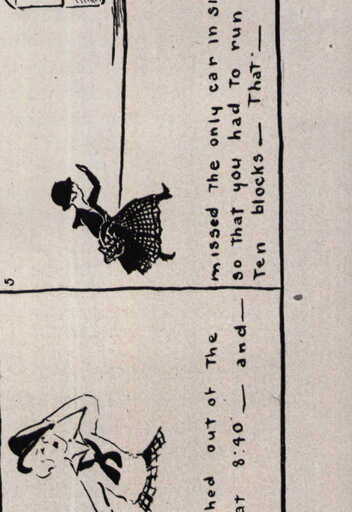 hed out of the
at 8:40 — and—
5
missed the only car in si
so that you had to run
Ten blocks — That —